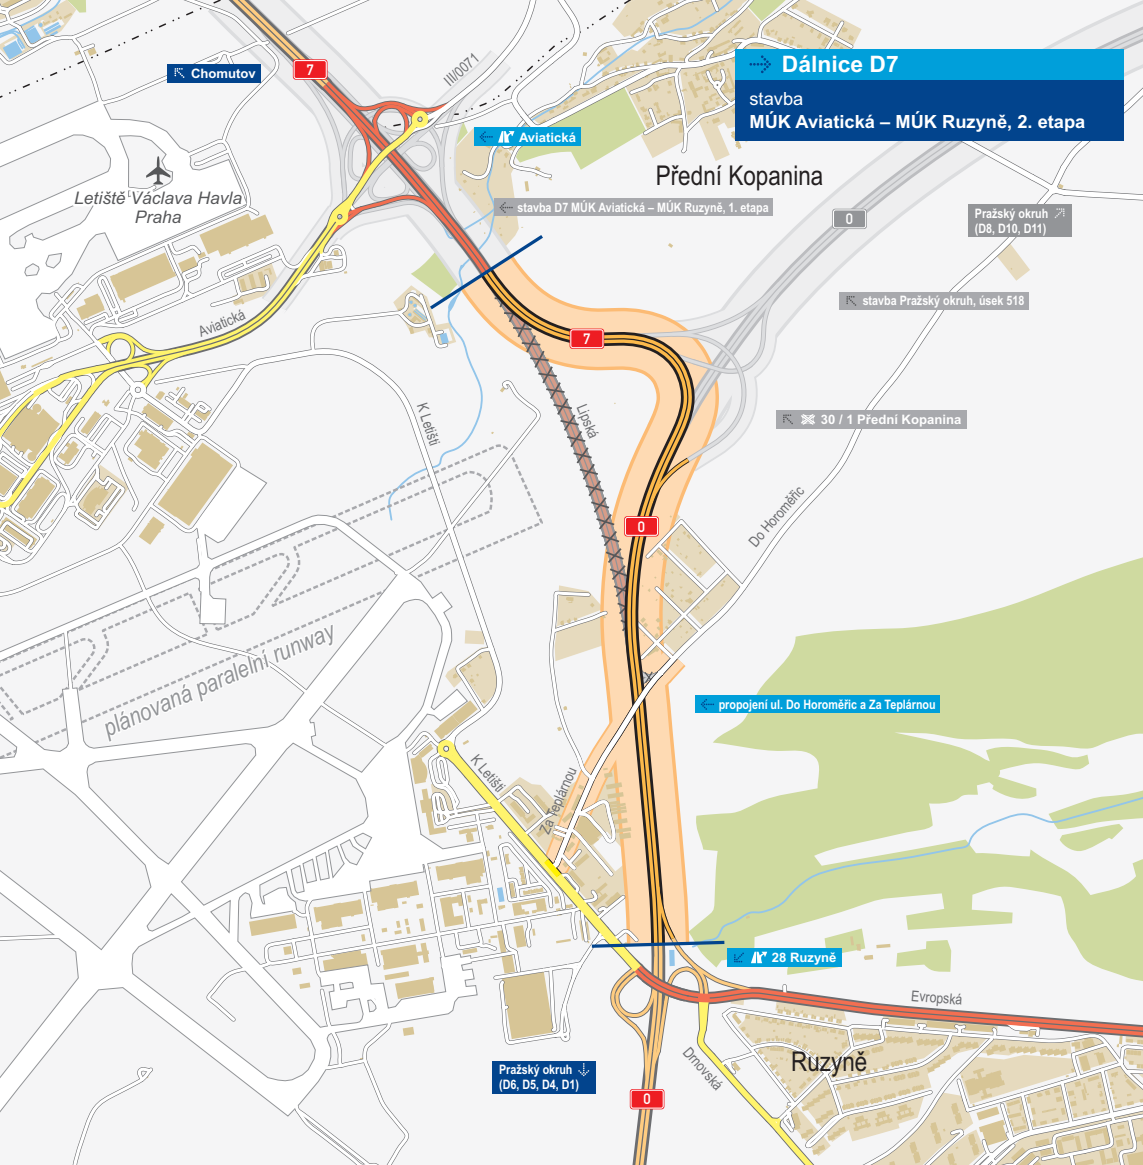 Dálnice D7
stavba
MÚK Aviatická – MÚK Ruzyně, 2. etapa
Chomutov
7
III/0071
Aviatická
Přední Kopanina
Letiště Václava Havla
Praha
stavba D7 MÚK Aviatická – MÚK Ruzyně, 1. etapa
0
Pražský okruh
(D8, D10, D11)
stavba Pražský okruh, úsek 518
Aviatická
7
30 / 1 Přední Kopanina
Lipská
K Letišti
Do Horoměřic
0
plánovaná paralelní runway
propojení ul. Do Horoměřic a Za Teplárnou
K Letišti
Za Teplárnou
28 Ruzyně
Evropská
Ruzyně
Drnovská
Pražský okruh
(D6, D5, D4, D1)
0